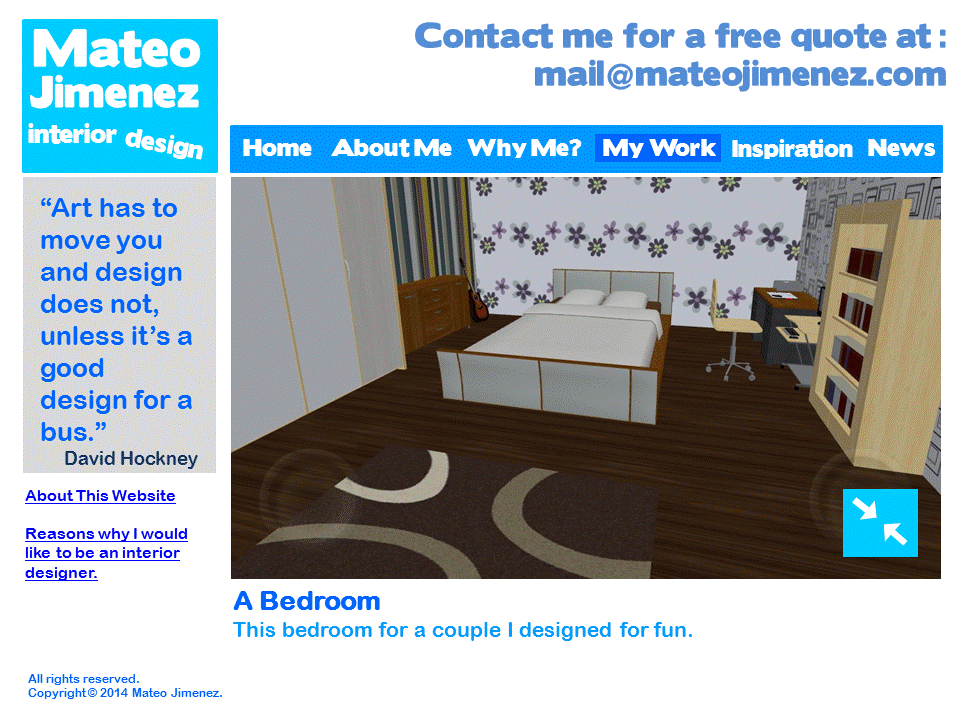 Mateo
Jimenez
interior design
Contact me for a free quote at :
mail@mateojimenez.com
Home About Me Why Me? My Work Inspiration News
“Art has to
move you
and design
does not,
unless it’s a
good
design for a
bus.”
David Hockney
About This Website
Reasons why I would
like to be an interior
designer.
A Bedroom
This bedroom for a couple I designed for fun.
All rights reserved.
Copyright © 2014 Mateo Jimenez.